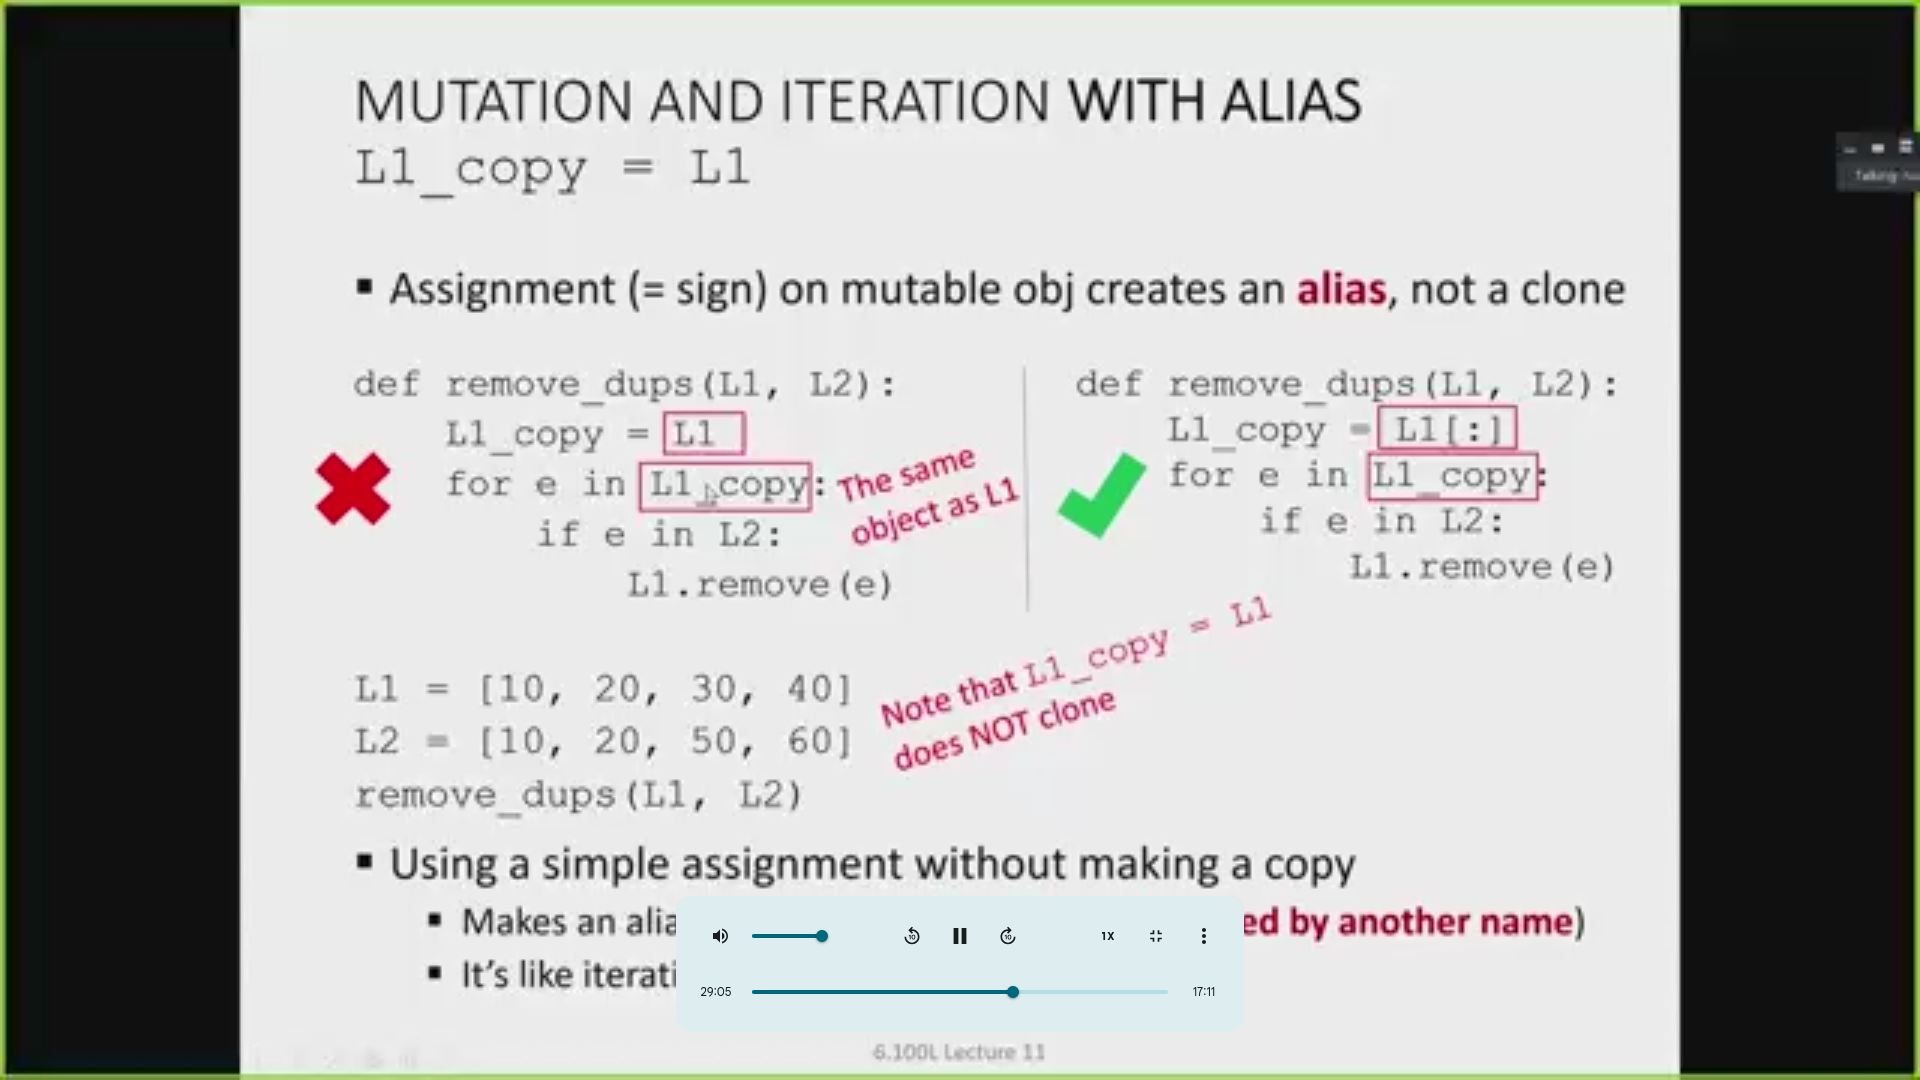 MUTATION AND ITERATION WITH ALIAS
L1_copy = L1
Talking:
▪ Assignment (= sign) on mutable obj creates an alias, not a clone
def remove_dups(L1, L2):
    L1_copy = L1
    for e in L1_copy:
        if e in L2:
            L1.remove(e)
The same
object as L1
def remove_dups(L1, L2):
    L1_copy = L1[:]
    for e in L1_copy:
        if e in L2:
            L1.remove(e)
L1 = [10, 20, 30, 40]
L2 = [10, 20, 50, 60]
remove_dups(L1, L2)
Note that L1_copy = L1
does NOT clone
▪ Using a simple assignment without making a copy
▪ Makes an alia ed by another name)
▪ It's like iterati
10 10 1X
29:05 17:11
6.100L Lecture 11